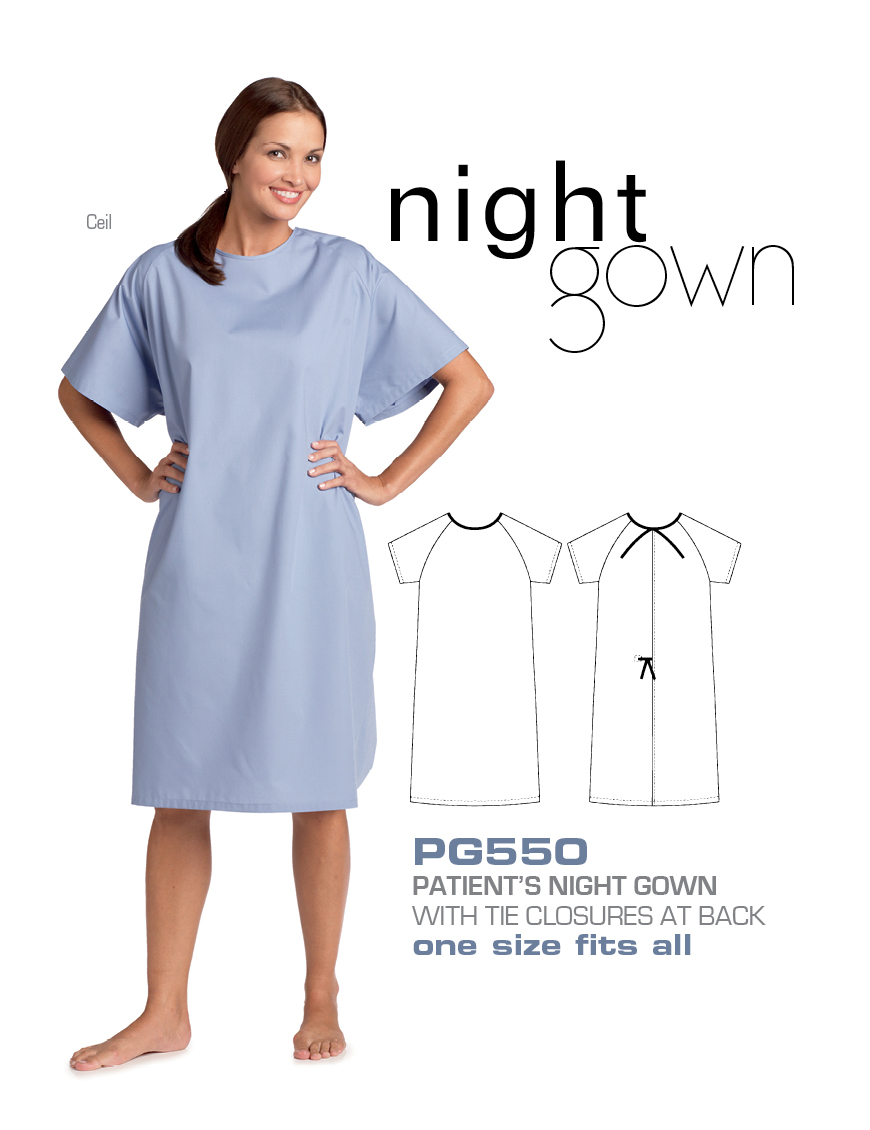 Ceil
night
gown
PG550
PATIENT'S NIGHT GOWN
WITH TIE CLOSURES AT BACK
one size fits all